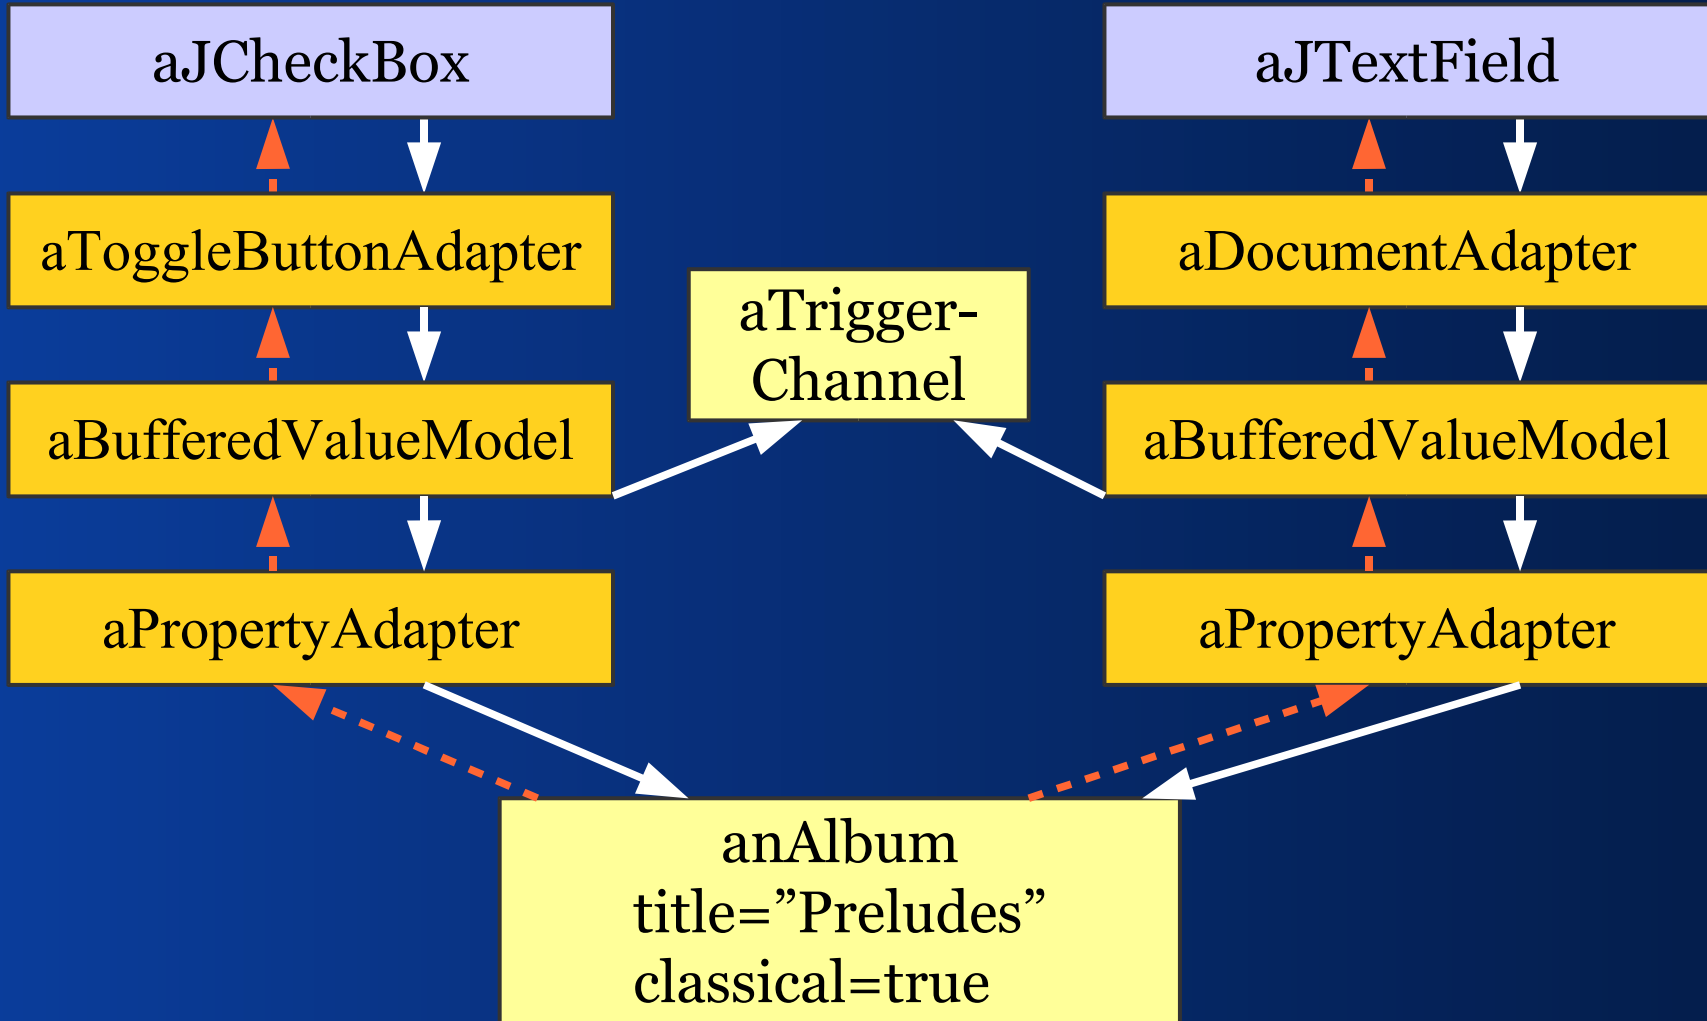 aJCheckBox
aJTextField
aToggleButtonAdapter
aDocumentAdapter
aTrigger-
Channel
aBufferedValueModel
aBufferedValueModel
aPropertyAdapter
aPropertyAdapter
anAlbum
title=”Preludes”
classical=true